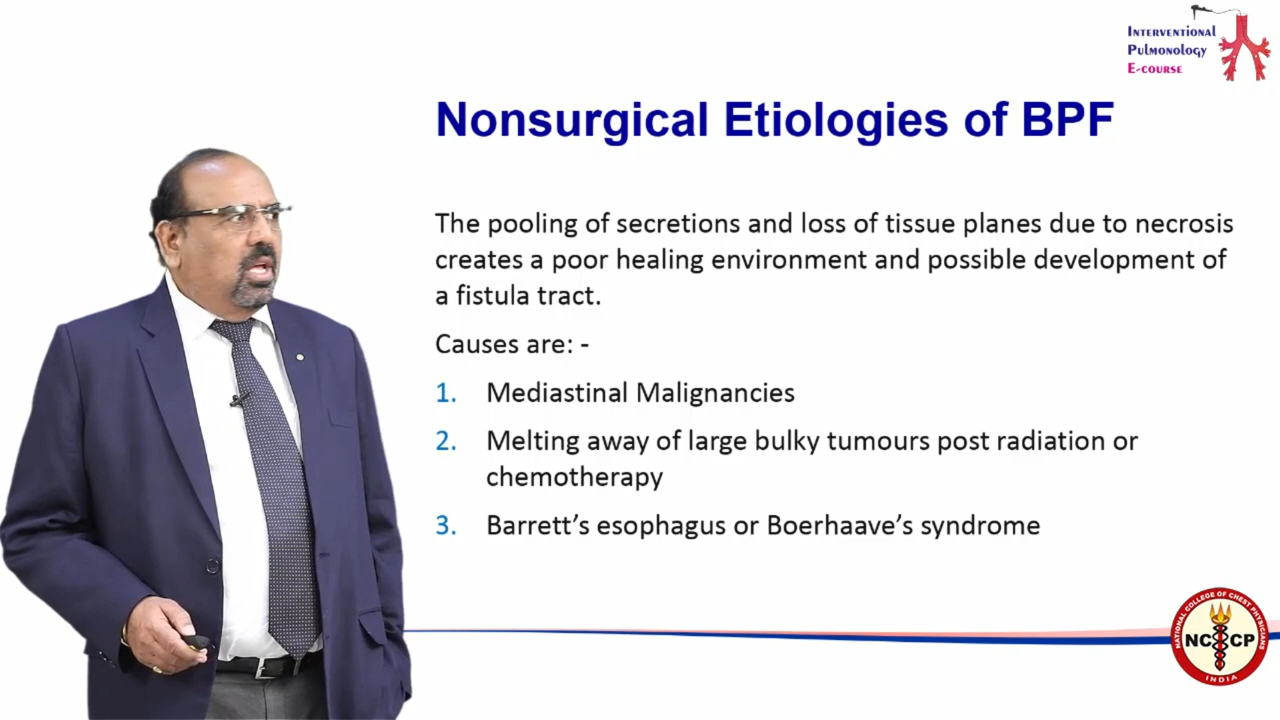 INTERVENTIONAL
PULMONOLOGY
E-COURSE
Nonsurgical Etiologies of BPF
The pooling of secretions and loss of tissue planes due to necrosis
creates a poor healing environment and possible development of
a fistula tract.
Causes are: -
1. Mediastinal Malignancies
2. Melting away of large bulky tumours post radiation or
chemotherapy
3. Barrett’s esophagus or Boerhaave’s syndrome
NATIONAL COLLEGE OF CHEST PHYSICIANS
NC CP
INDIA